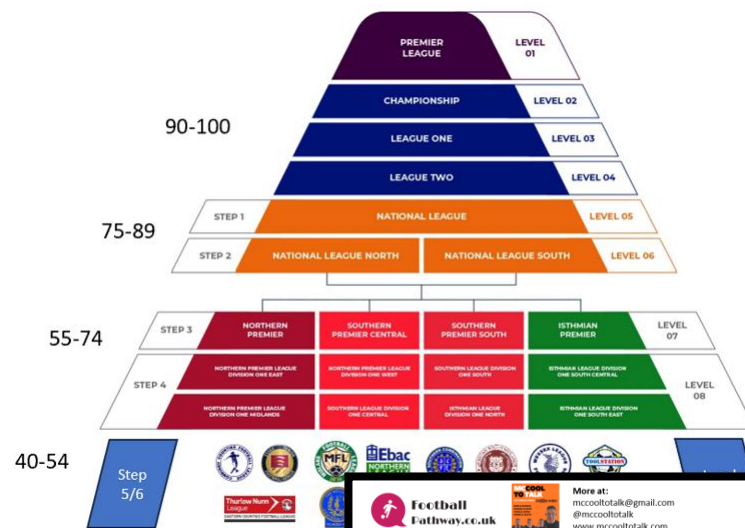 PREMIER
LEAGUE
LEVEL
01
CHAMPIONSHIP
LEVEL 02
90-100
LEAGUE ONE
LEVEL 03
LEAGUE TWO
LEVEL 04
STEP 1
NATIONAL LEAGUE
LEVEL 05
75-89
STEP 2
NATIONAL LEAGUE NORTH
NATIONAL LEAGUE SOUTH
LEVEL 06
55-74
STEP 3
NORTHERN
PREMIER
SOUTHERN
PREMIER CENTRAL
SOUTHERN
PREMIER SOUTH
ISTHMIAN
PREMIER
LEVEL
07
STEP 4
NORTHERN PREMIER LEAGUE
DIVISION ONE EAST
NORTHERN PREMIER LEAGUE
DIVISION ONE WEST
SOUTHERN LEAGUE DIVISION
ONE SOUTH
ISTHMIAN LEAGUE DIVISION
ONE SOUTH CENTRAL
LEVEL
08
NORTHERN PREMIER LEAGUE
DIVISION ONE MIDLANDS
SOUTHERN LEAGUE DIVISION
ONE CENTRAL
ISTHMIAN LEAGUE DIVISION
ONE NORTH
ISTHMIAN LEAGUE DIVISION
ONE SOUTH EAST
40-54
Step
5/6
MFL
Ebac
NORTHERN
TOOLSTATION
Thurlow Nunn
League
EASTERN COUNTIES FOOTBALL LEAGUE
Football
Pathway.co.uk
MCCOOL
TO TALK
More at:
mccooltotalk@gmail.com
@mccooltotalk
www.mccooltotalk.com